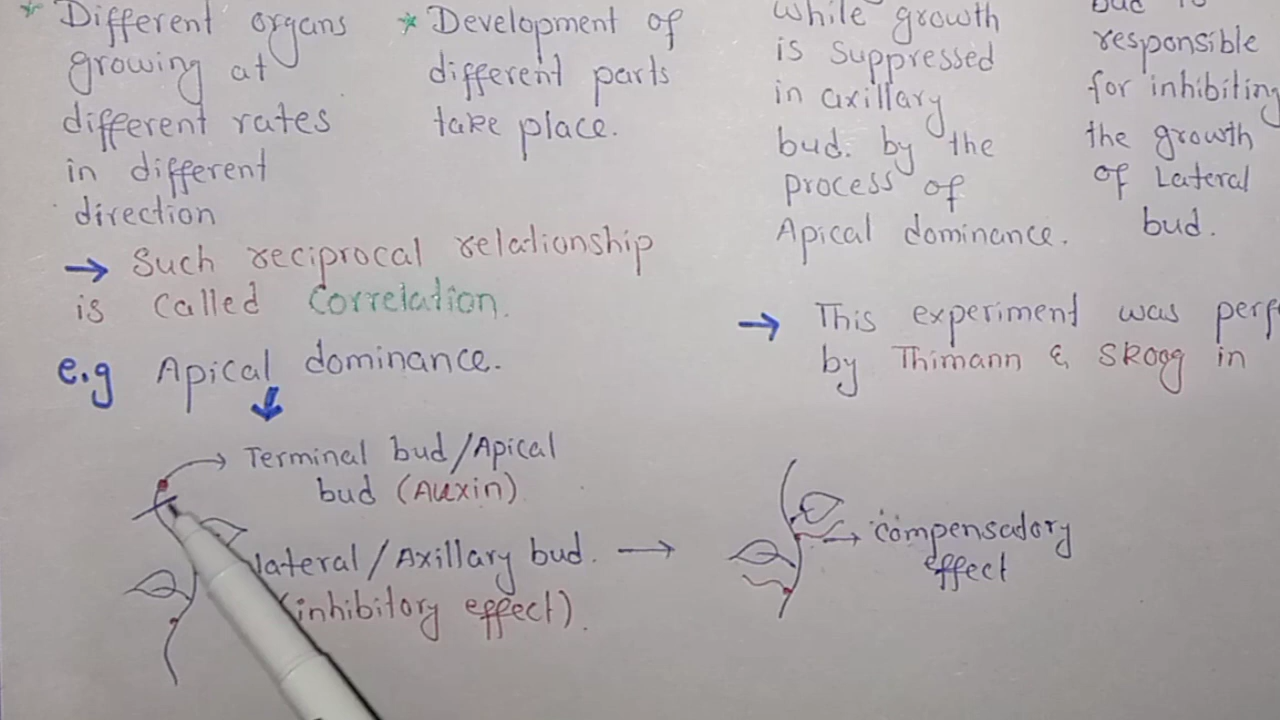 * Different organs
growing at
different rates
in different
direction
* Development of
different parts
take place.
→ Such reciprocal relationship
is called Correlation.
e.g Apical dominance.
Terminal bud/Apical
bud (Auxin)
lateral/Axillary bud. →
(inhibitory effect).
while growth
is suppressed
in axillary
bud. by the
process of
Apical dominance.
responsible
for inhibiting
the growth
of Lateral
bud.
→ This experiment was
by Thimann & Skoog in
→ compensadory
effect